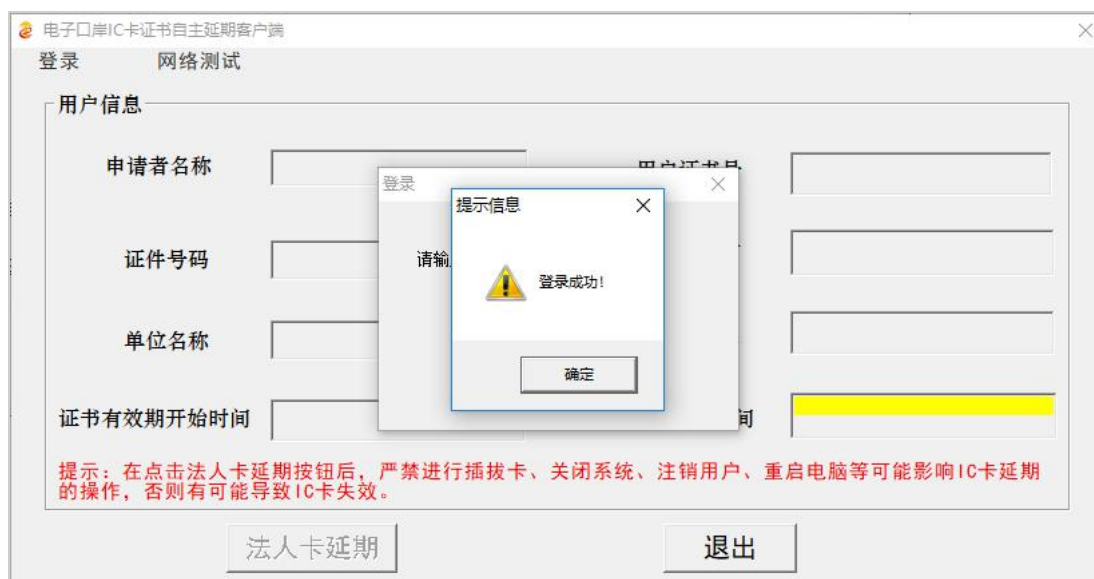 电子口岸IC卡证书自主延期客户端
登录 网络测试
用户信息
申请者名称
用户证书号
登录
提示信息
证件号码
请输
登录成功!
单位名称
确定
证书有效期开始时间
间
提示：在点击法人卡延期按钮后，严禁进行插拔卡、关闭系统、注销用户、重启电脑等可能影响IC卡延期
的操作，否则有可能导致IC卡失效。
法人卡延期 退出